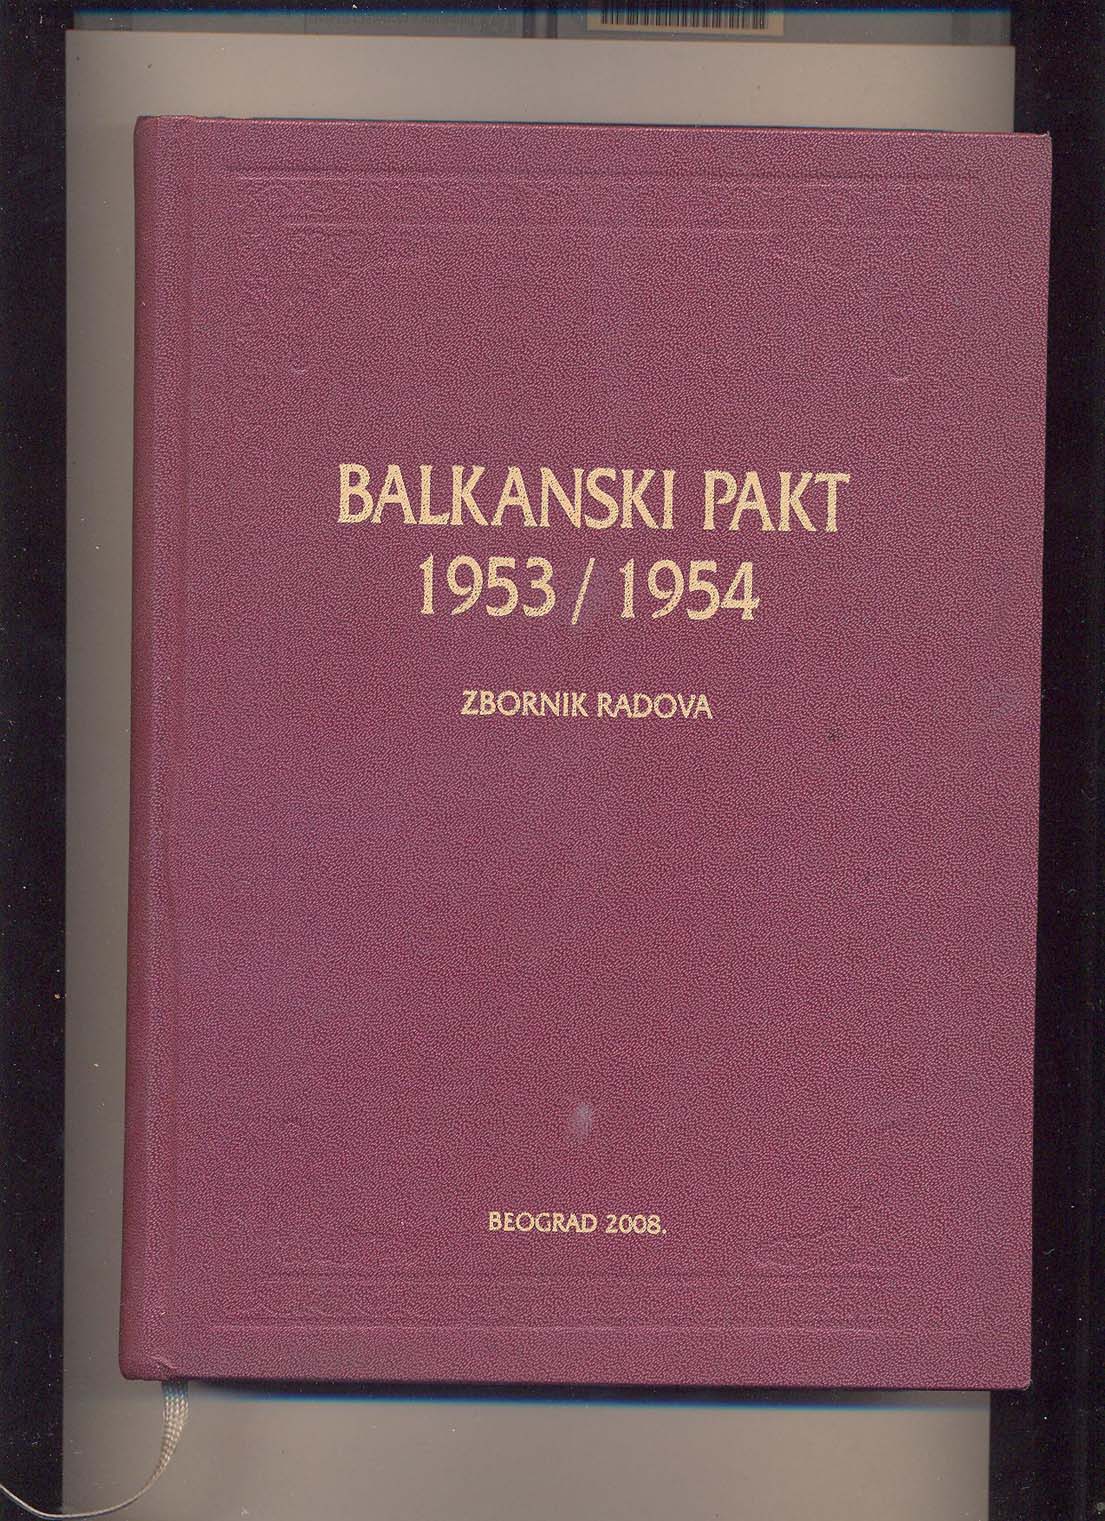 BALKANSKI PAKT
1953 / 1954
ZBORNIK RADOVA
BEOGRAD 2008.